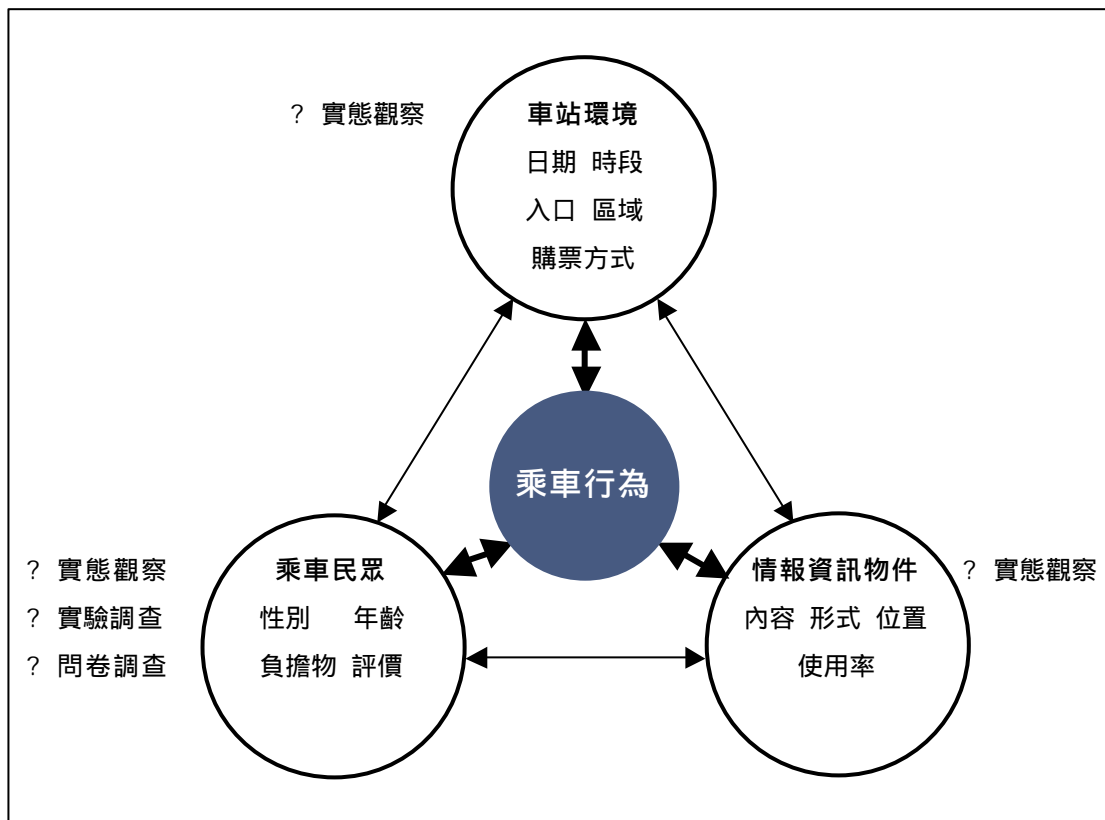 ? 實態觀察
車站環境
日期 時段
入口 區域
購票方式
乘車行為
? 實態觀察
? 實驗調查
? 問卷調查
乘車民眾
性別 年齡
負擔物 評價
情報資訊物件
內容 形式 位置
使用率
? 實態觀察